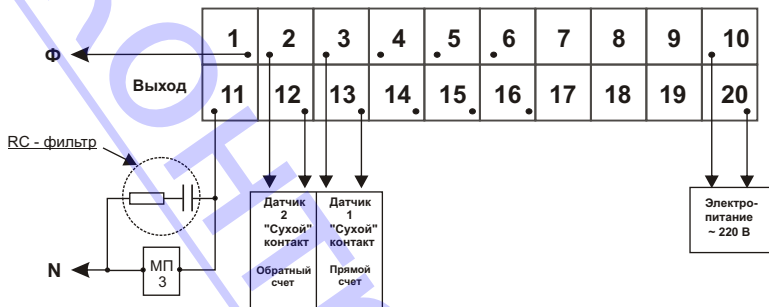 1 2 3 4 5 6 7 8 9 10
Ф
Выход
11 12 13 14 15 16 17 18 19 20
RC - фильтр
Датчик
2
"Сухой"
контакт
Обратный
счет
Датчик
1
"Сухой"
контакт
Прямой
счет
Электро-
питание
~ 220 В
N
МП
3